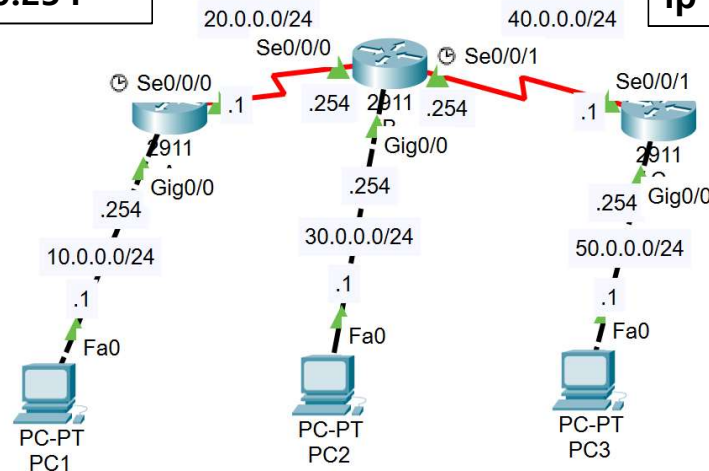 20.0.0.0/24
40.0.0.0/24
ip
Se0/0/0
Se0/0/1
Se0/0/0
Se0/0/1
.1
.254
2911
.254
.1
2911
2911
Gig0/0
Gig0/0
.254
.254
.254
Gig0/0
10.0.0.0/24
30.0.0.0/24
50.0.0.0/24
.1
.1
.1
Fa0
Fa0
Fa0
PC-PT
PC1
PC-PT
PC2
PC-PT
PC3